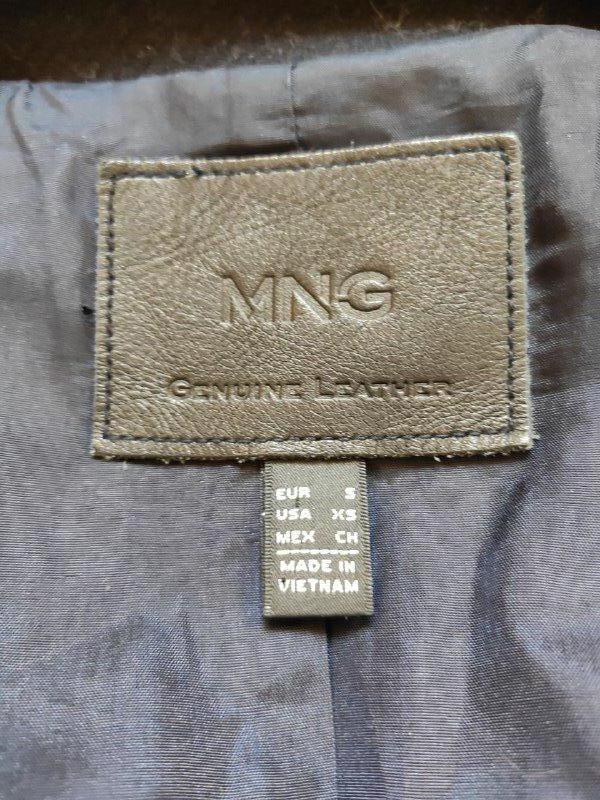 MNG
GENUINE LEATHER
EUR S
USA XS
MEX CH
MADE IN
VIETNAM